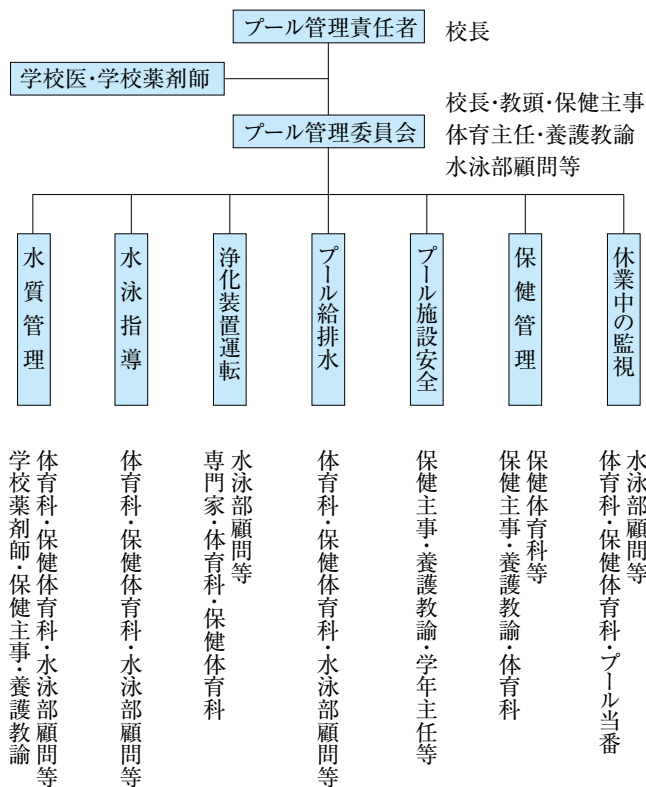 プール管理責任者
校長
学校医・学校薬剤師
プール管理委員会
校長・教頭・保健主事
体育主任・養護教諭
水泳部顧問等
水質管理
水泳指導
浄化装置運転
プール給排水
プール施設安全
保健管理
休業中の監視
学校薬剤師・保健主事・養護教諭
体育科・保健体育科・水泳部顧問等
体育科・保健体育科・水泳部顧問等
専門家・体育科・保健体育科
水泳部顧問等
体育科・保健体育科・水泳部顧問等
保健主事・養護教諭・学年主任等
保健主事・養護教諭・体育科
保健体育科等
体育科・保健体育科・プール当番
水泳部顧問等